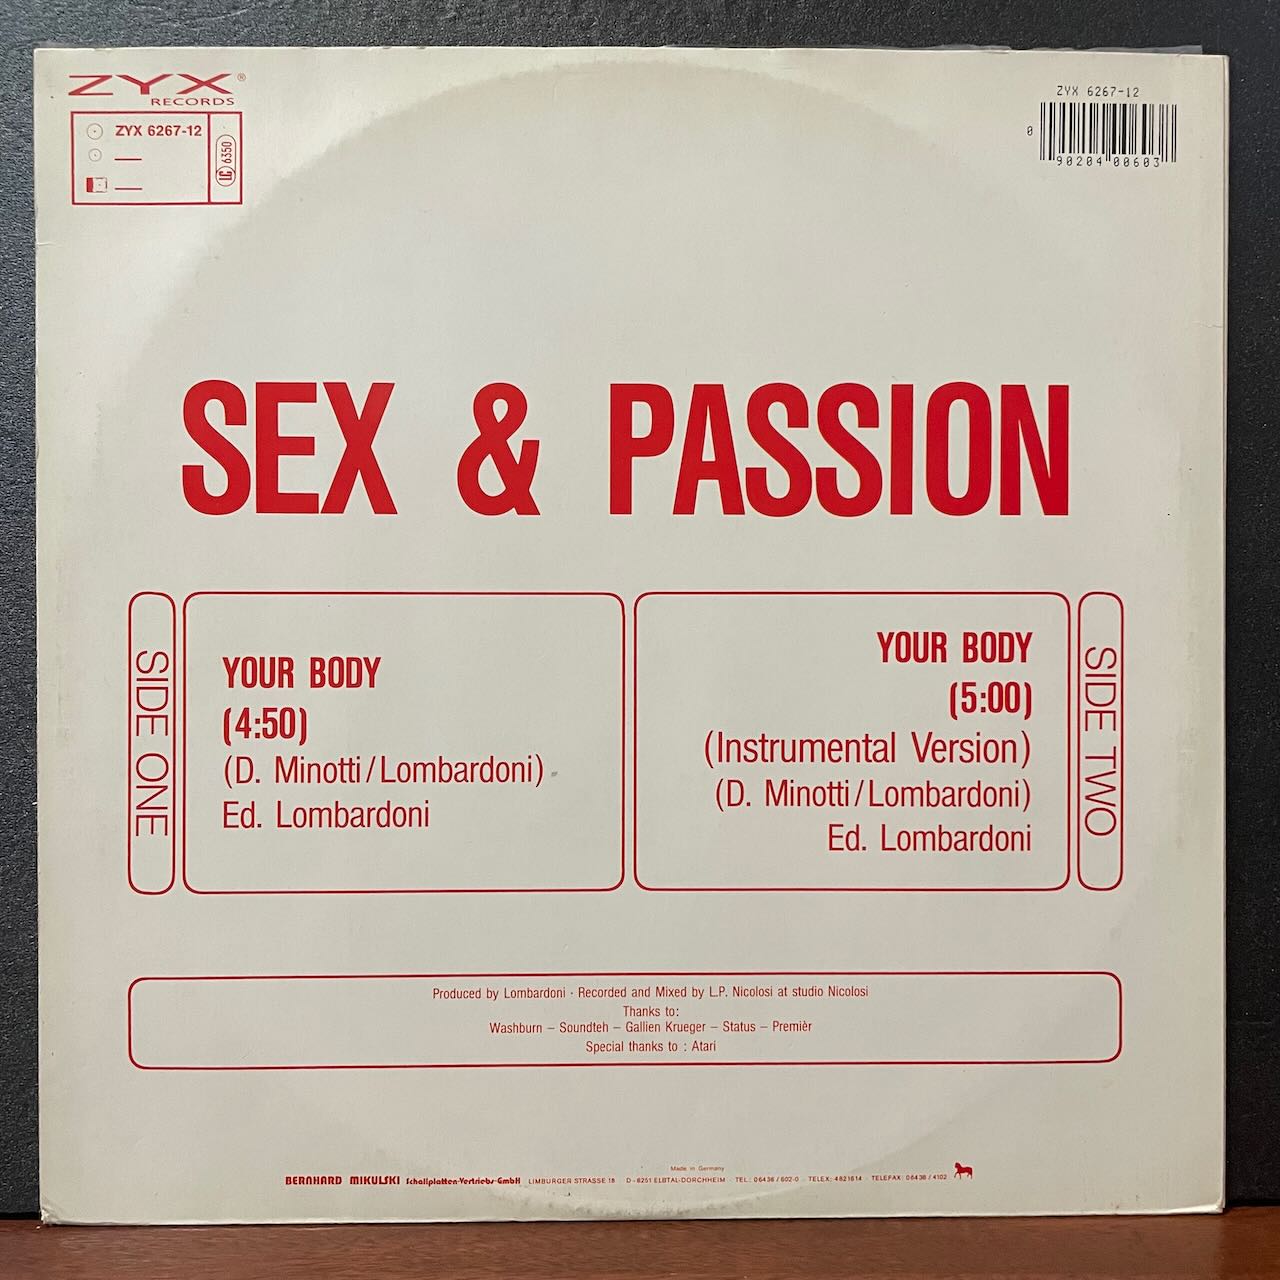 ZYX®
RECORDS
ZYX 6267-12
LC 6350
ZYX 6267-12
0 90204 00603
SEX & PASSION
SIDE ONE
YOUR BODY
(4:50)
(D. Minotti/Lombardoni)
Ed. Lombardoni
YOUR BODY
(5:00)
(Instrumental Version)
(D. Minotti/Lombardoni)
Ed. Lombardoni
SIDE TWO
Produced by Lombardoni · Recorded and Mixed by L.P. Nicolosi at studio Nicolosi
Thanks to:
Washburn – Soundteh – Gallien Krueger – Status – Premièr
Special thanks to : Atari
Made in Germany
BERNHARD MIKULSKI Schallplatten-Vertriebs-GmbH LIMBURGER STRASSE 18 D-6251 ELBTAL-DORCHHEIM TEL.: 06436/602-0 TELEX: 4821614 TELEFAX: 06436/4102